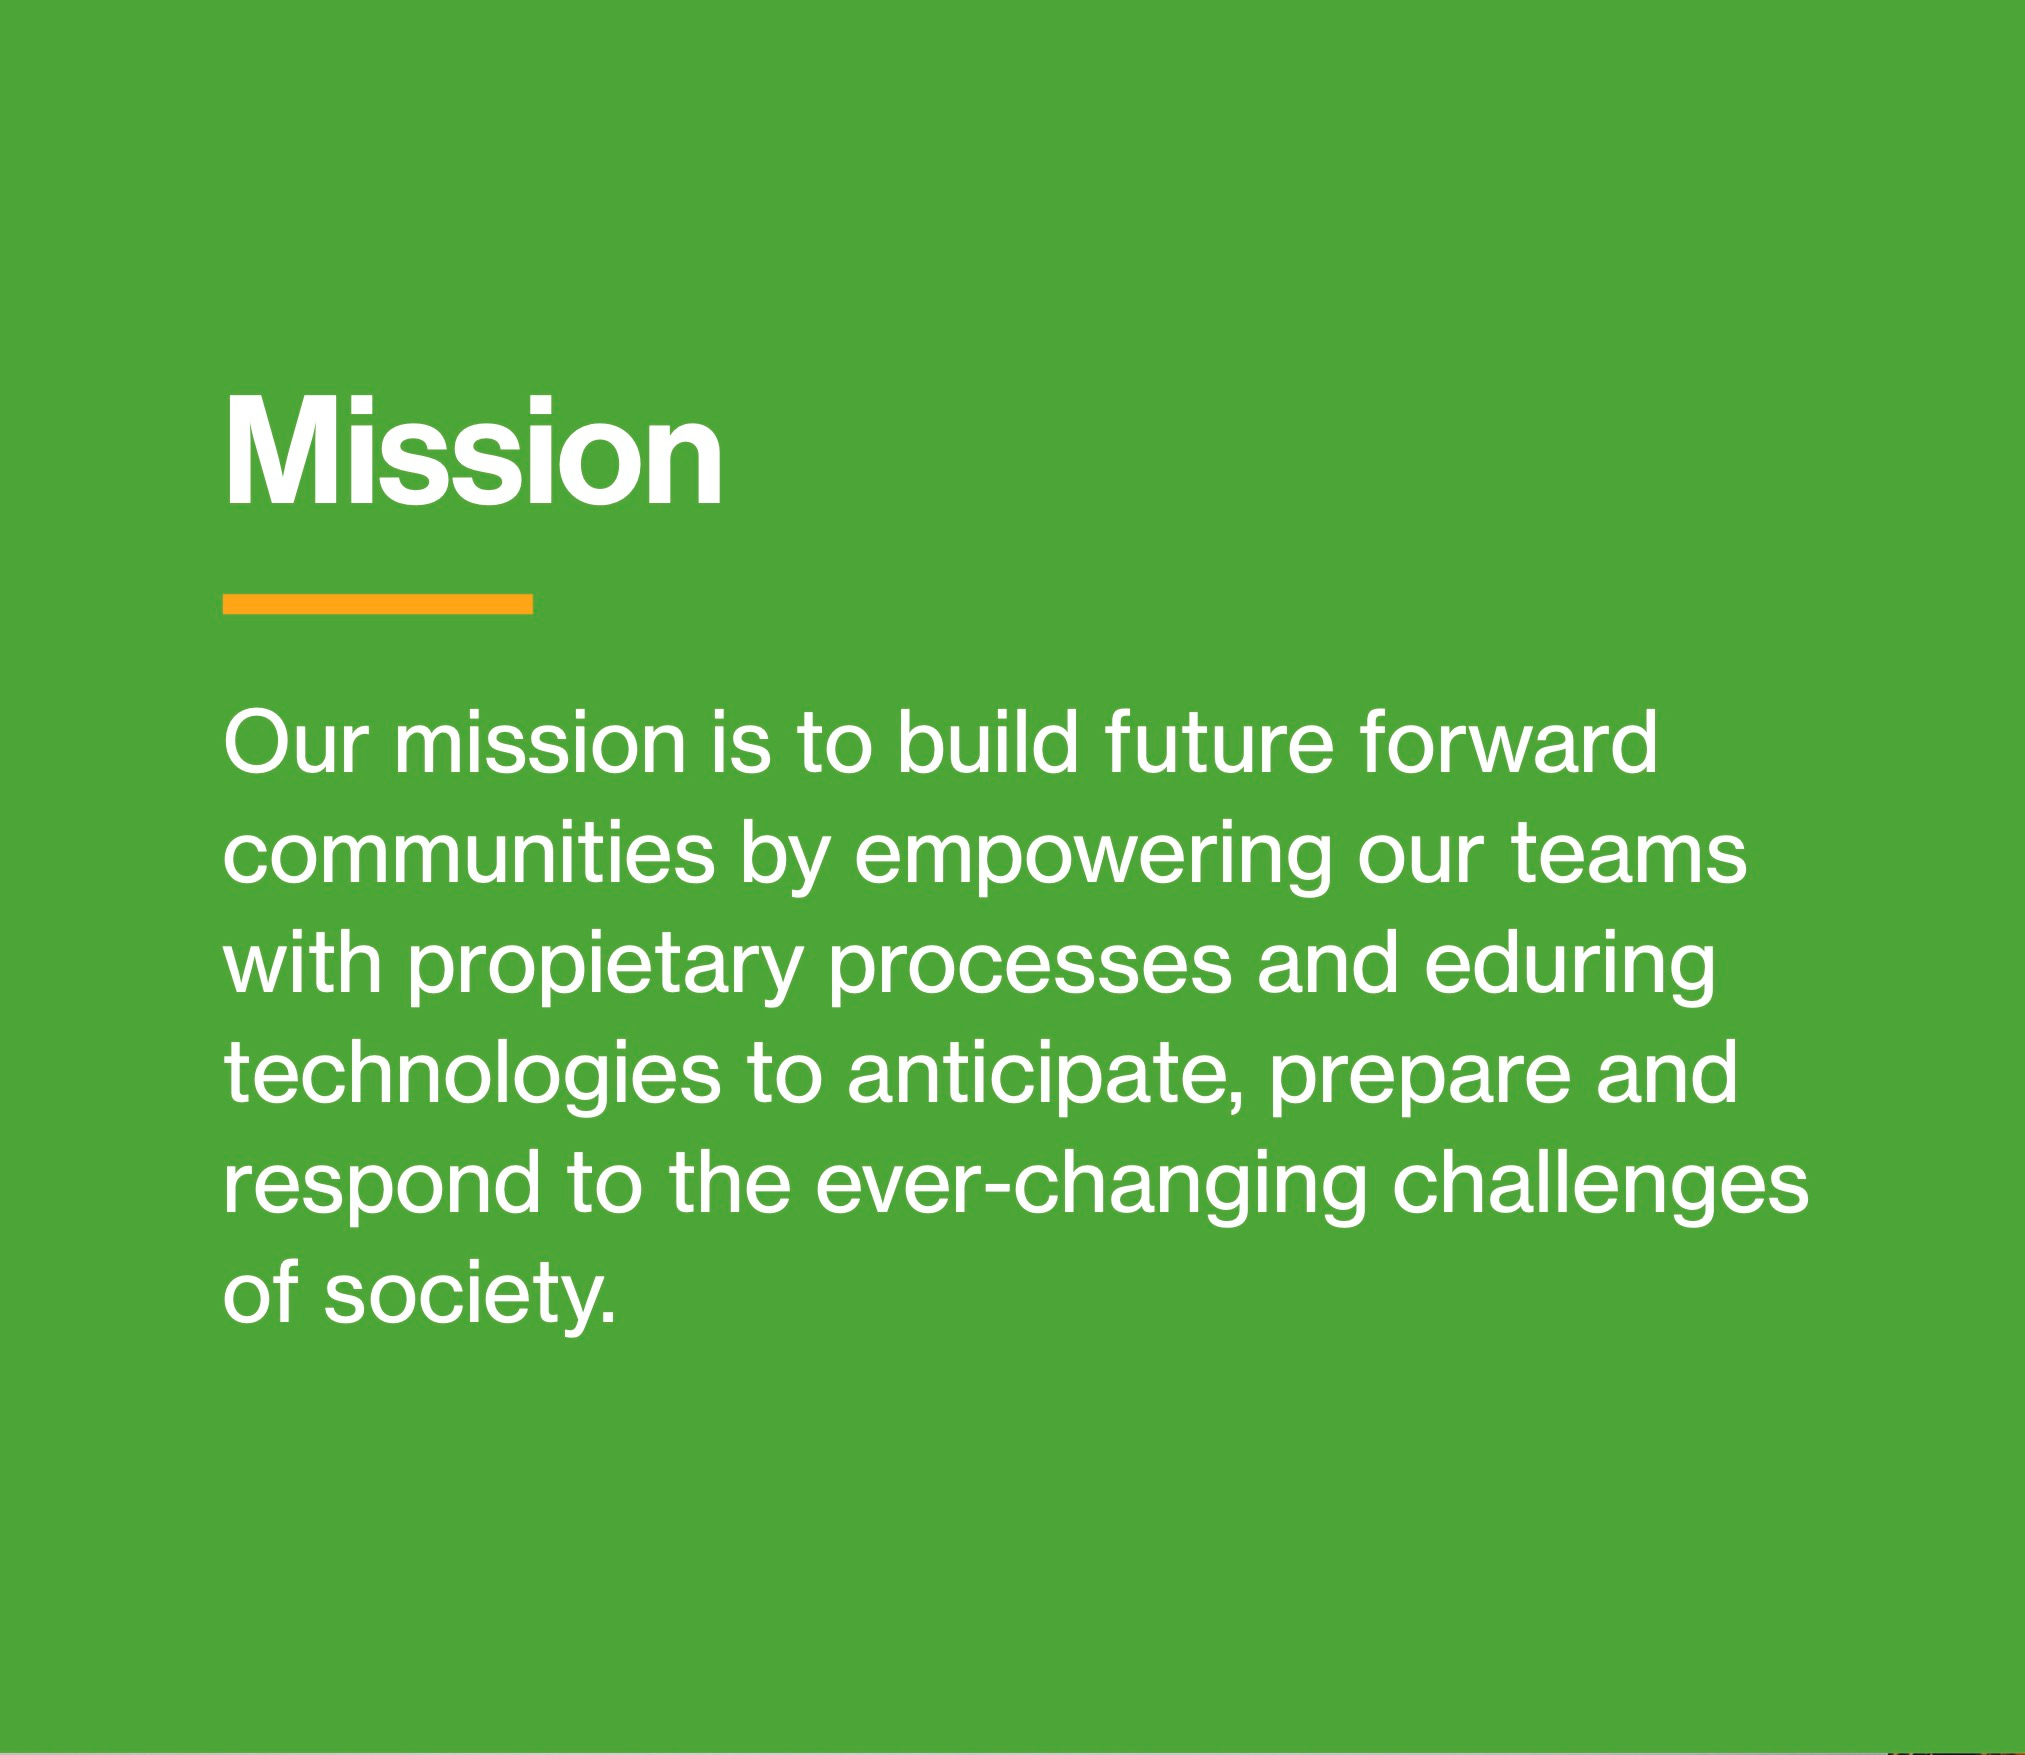 Mission
Our mission is to build future forward
communities by empowering our teams
with propietary processes and eduring
technologies to anticipate, prepare and
respond to the ever-changing challenges
of society.